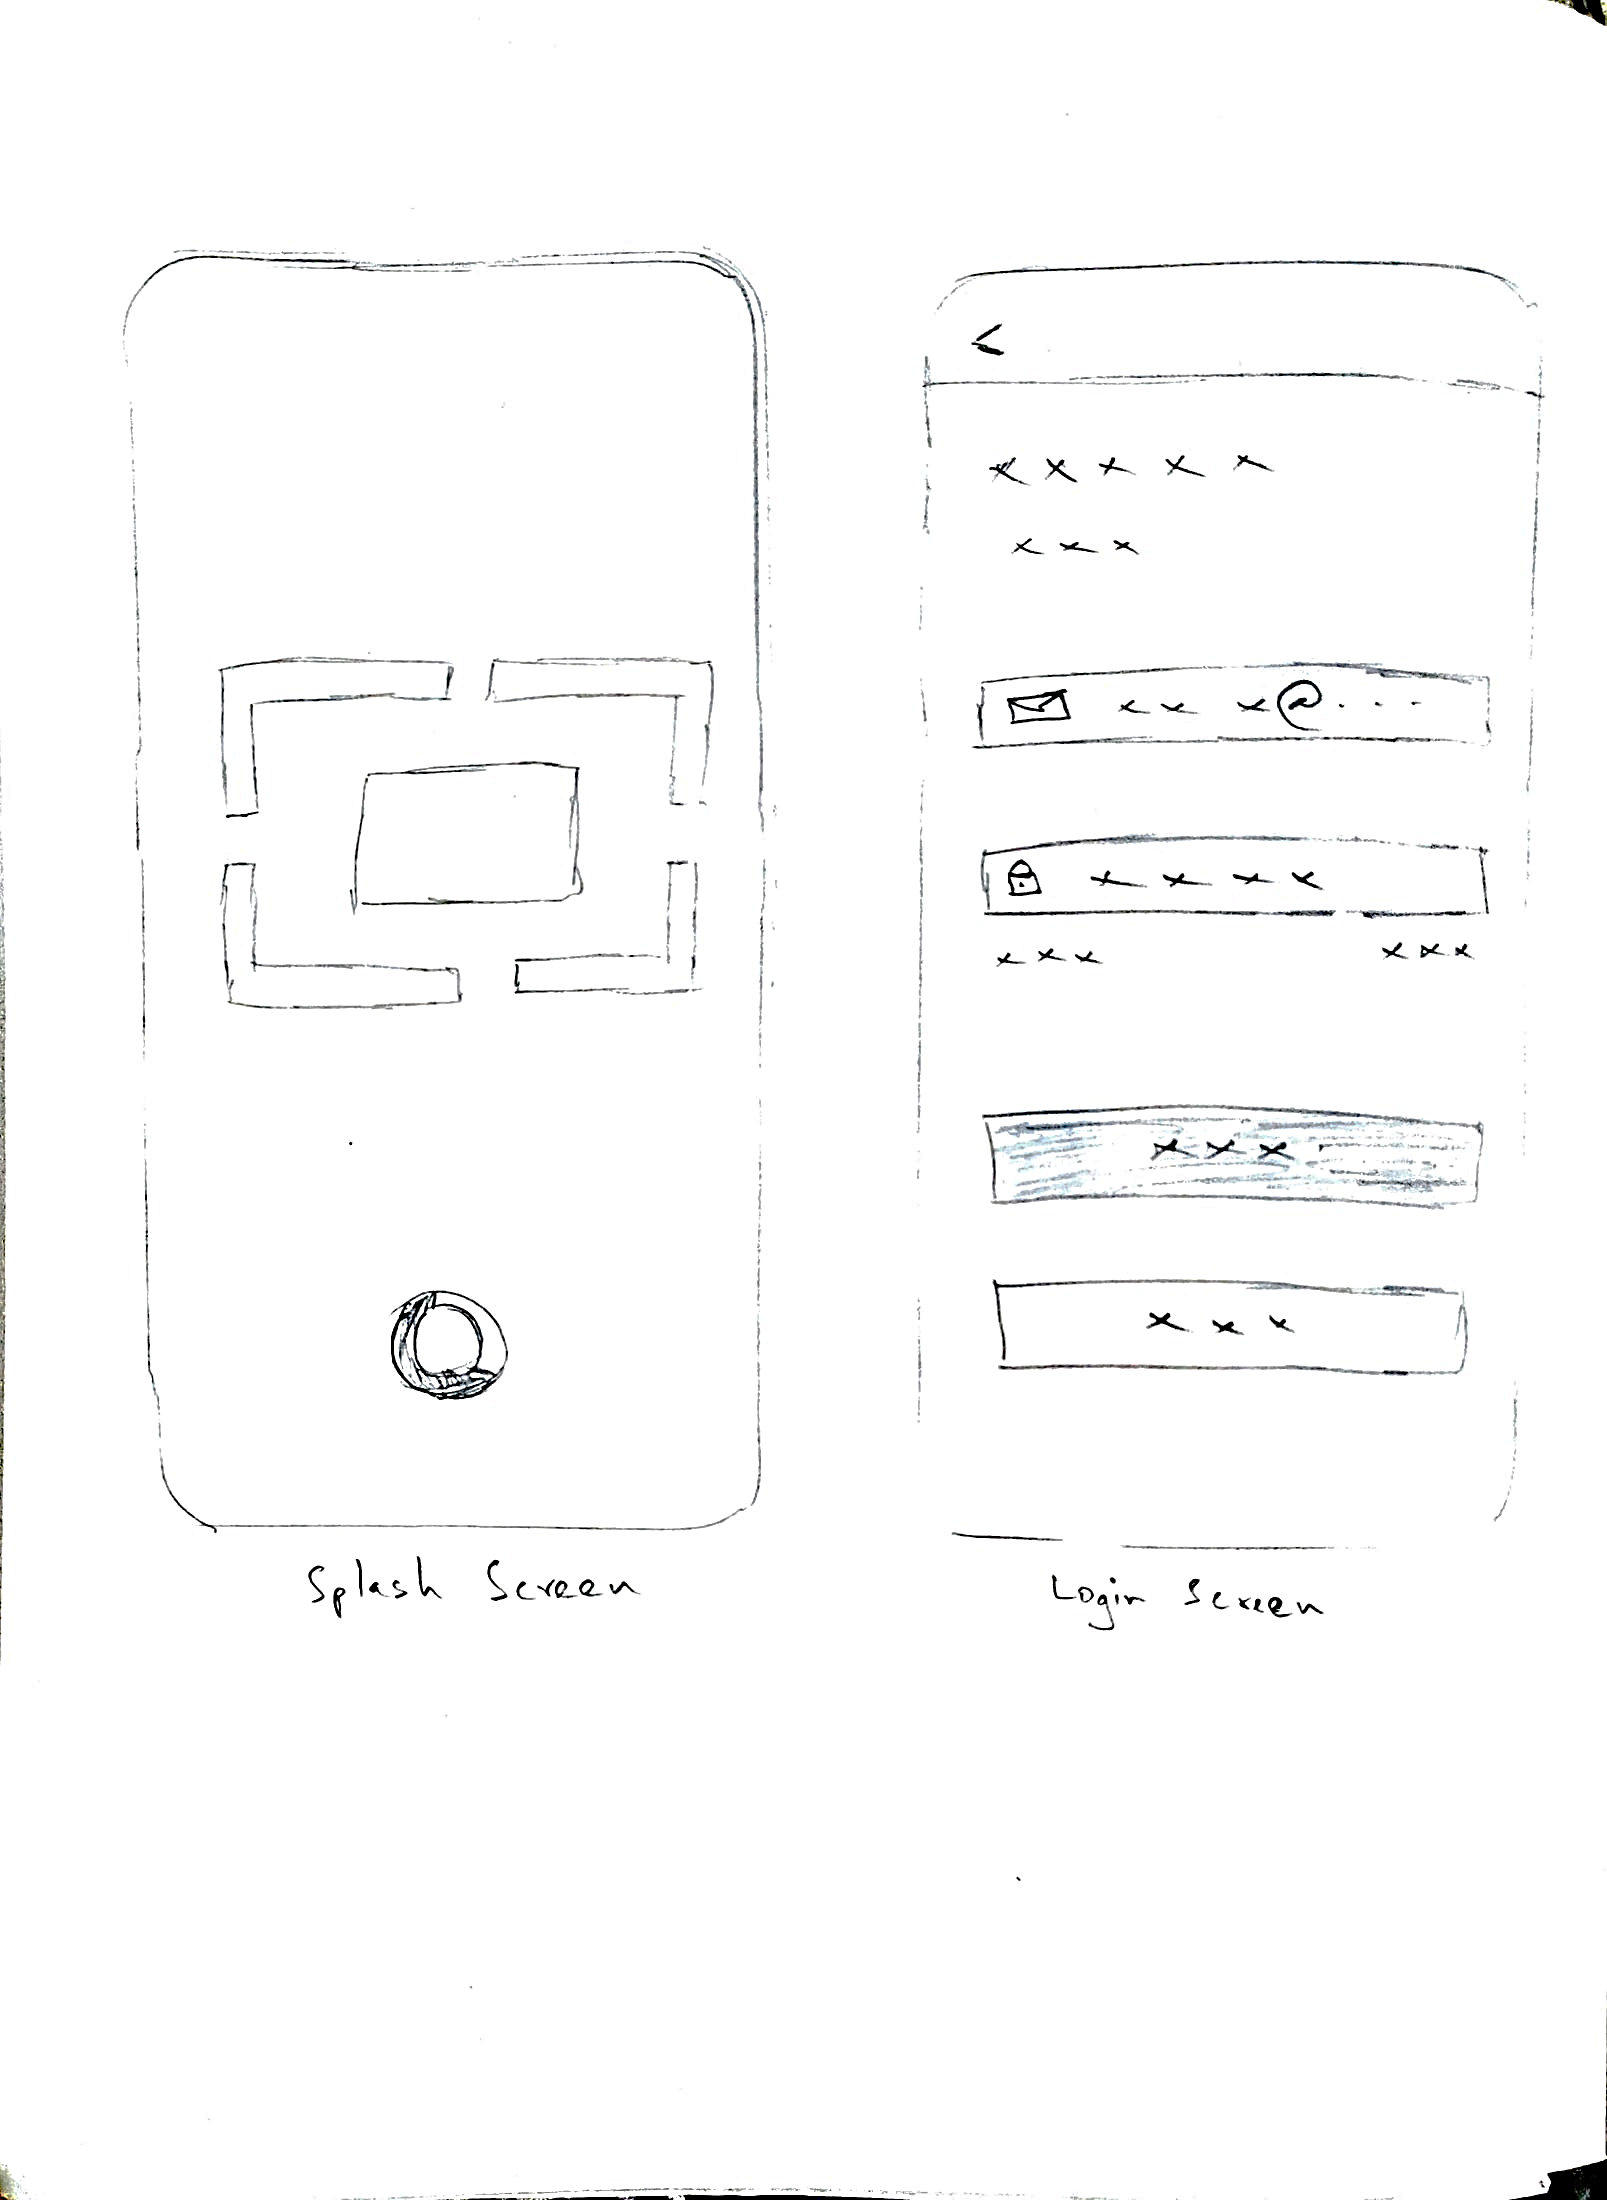 <
x x x x x
x x x
x x x@...
x x x x
x x x x x x
x x x
x x x
Splash Screen
Login Screen